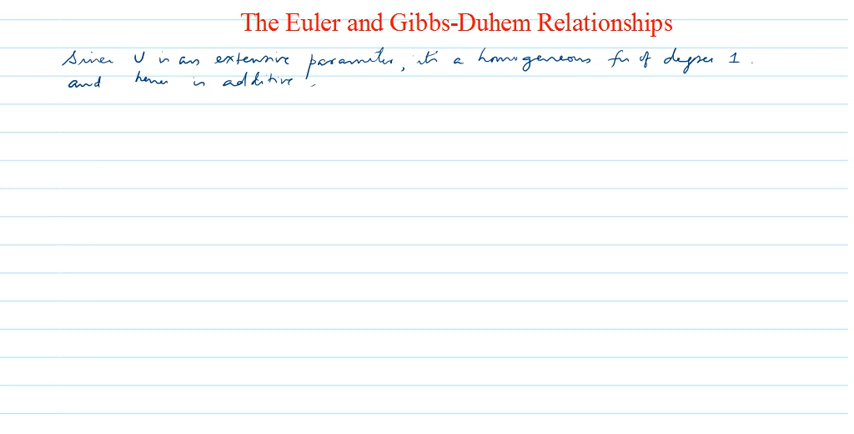 The Euler and Gibbs-Duhem Relationships
Since U is an extensive parameter, it's a homogeneous fn of degree 1.
and hence is additive,